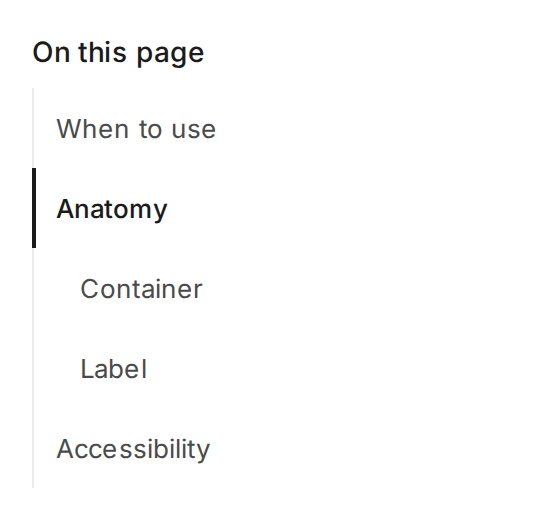 On this page
When to use
Anatomy
Container
Label
Accessibility